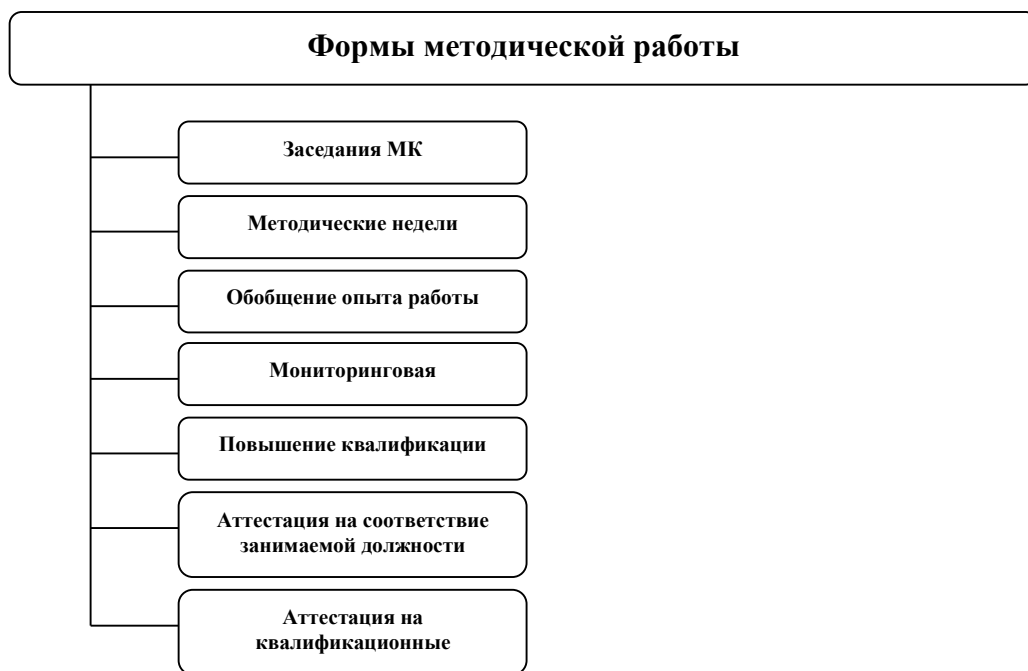 Формы методической работы
Заседания МК
Методические недели
Обобщение опыта работы
Мониторинговая
Повышение квалификации
Аттестация на соответствие
занимаемой должности
Аттестация на
квалификационные